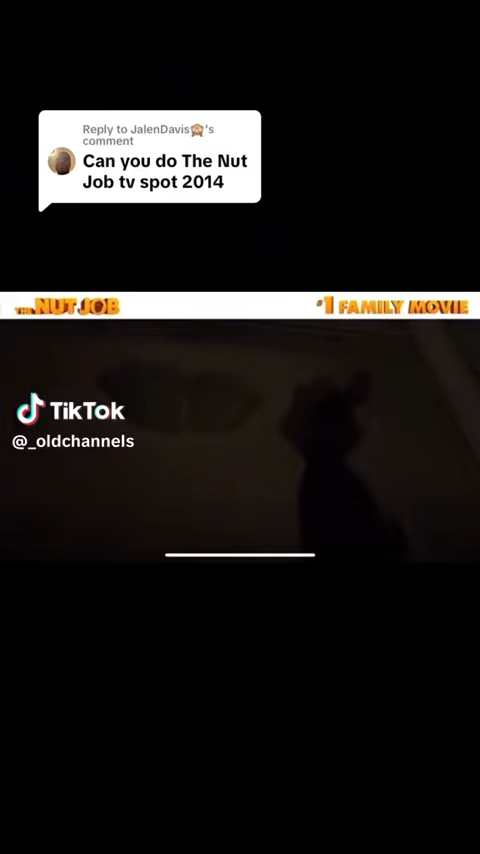 Reply to JalenDavis🙈's
comment
Can you do The Nut
Job tv spot 2014
THE NUT JOB
#1 FAMILY MOVIE
TikTok
@_oldchannels